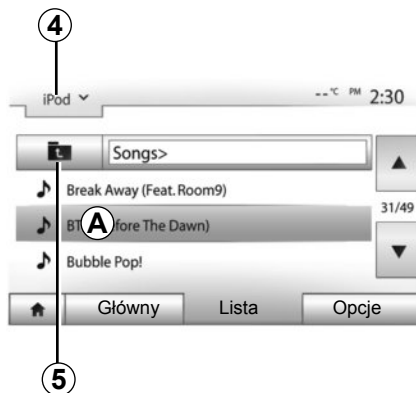 4
iPod
--°C PM 2:30
Songs>
Break Away (Feat. Room9)
31/49
A
fore The Dawn)
Bubble Pop!
Główny Lista Opcje
5